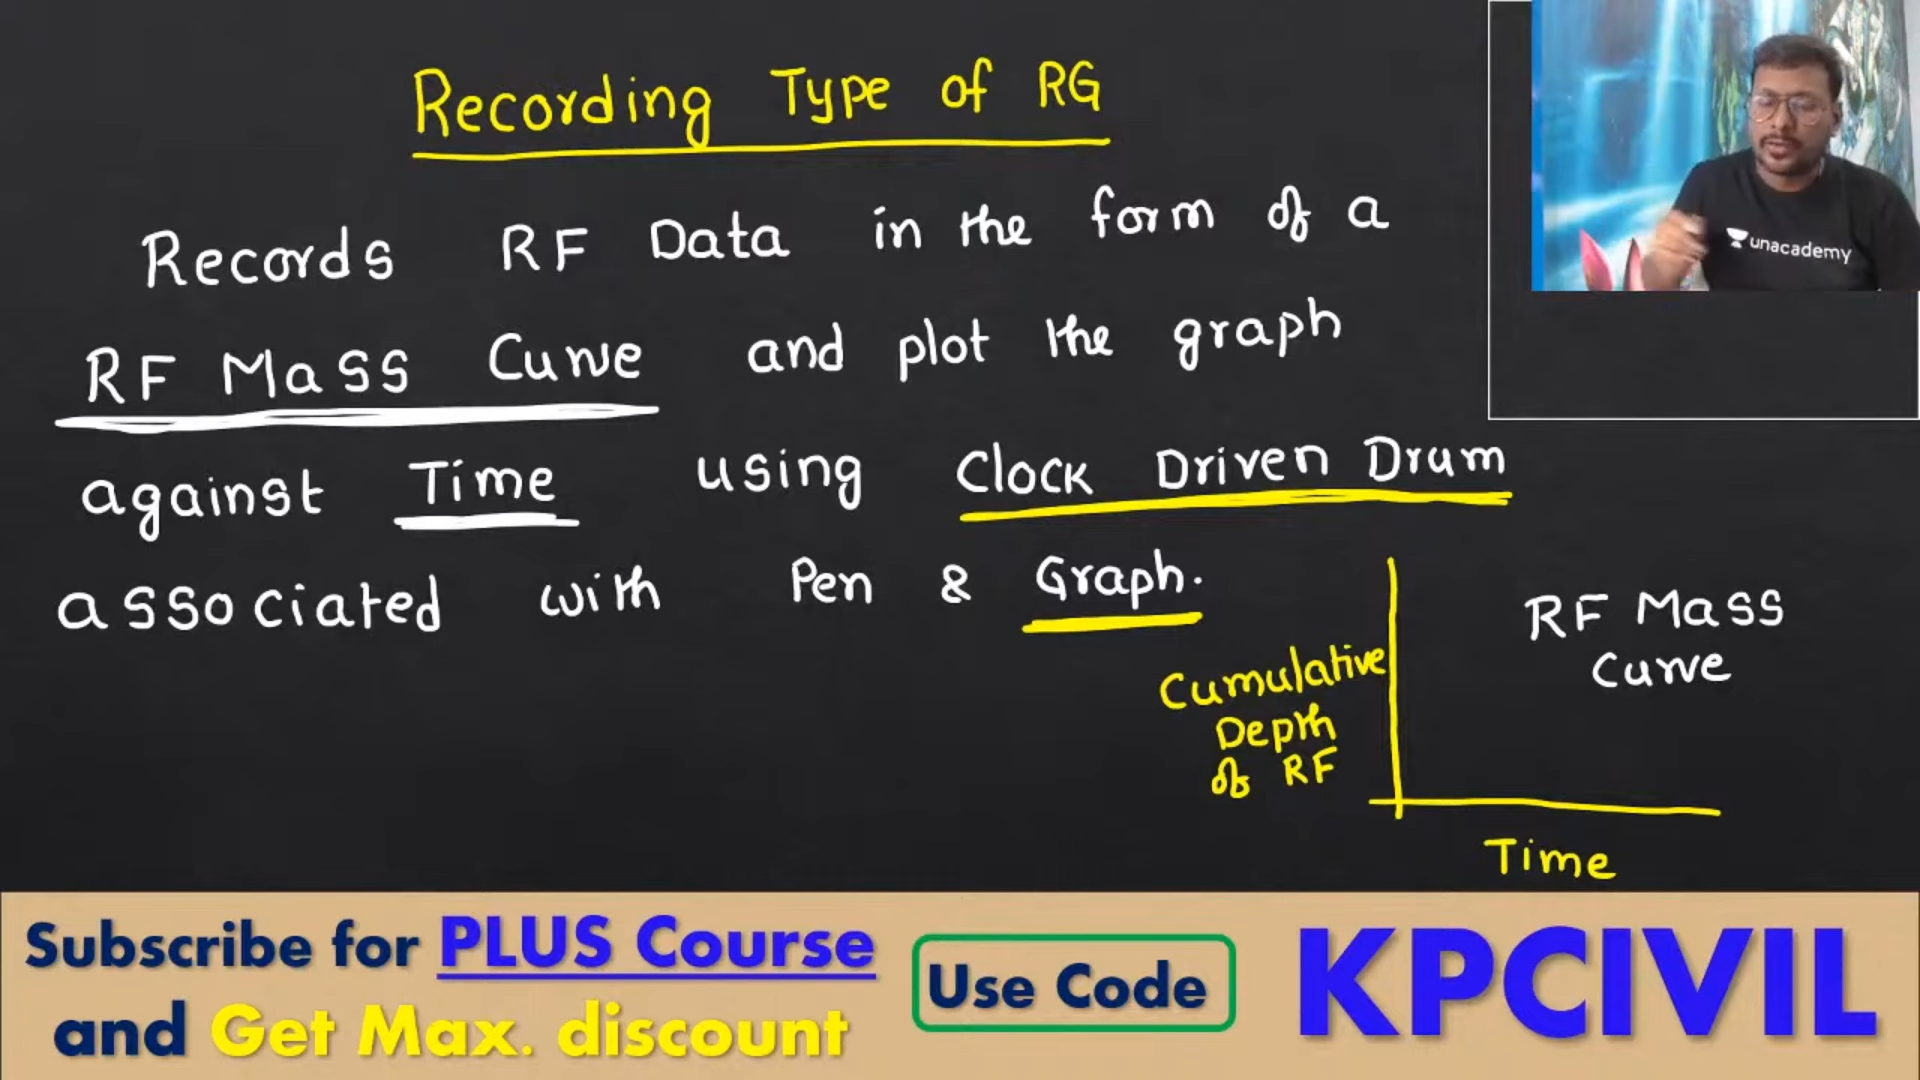 Recording Type of RG
Records RF Data in the form of a
RF Mass Curve and plot the graph
against Time using Clock Driven Drum
associated with Pen & Graph.
RF Mass
Curve
Cumulative
Depth
of RF
Time
unacademy
Subscribe for PLUS Course
and Get Max. discount
Use Code
KPCIVIL